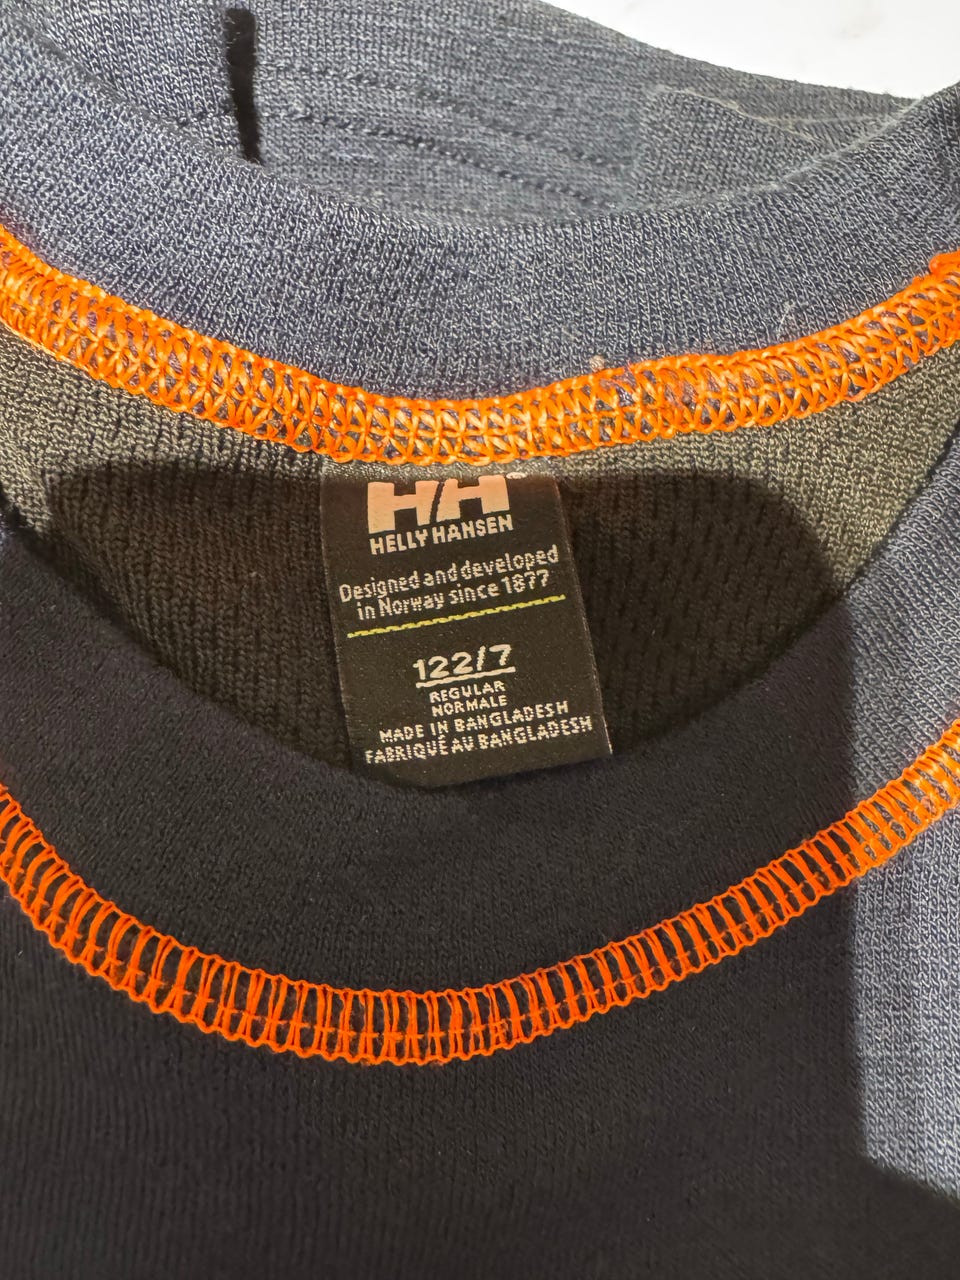 HH®
HELLY HANSEN
Designed and developed
in Norway since 1877
122/7
REGULAR
NORMALE
MADE IN BANGLADESH
FABRIQUÉ AU BANGLADESH